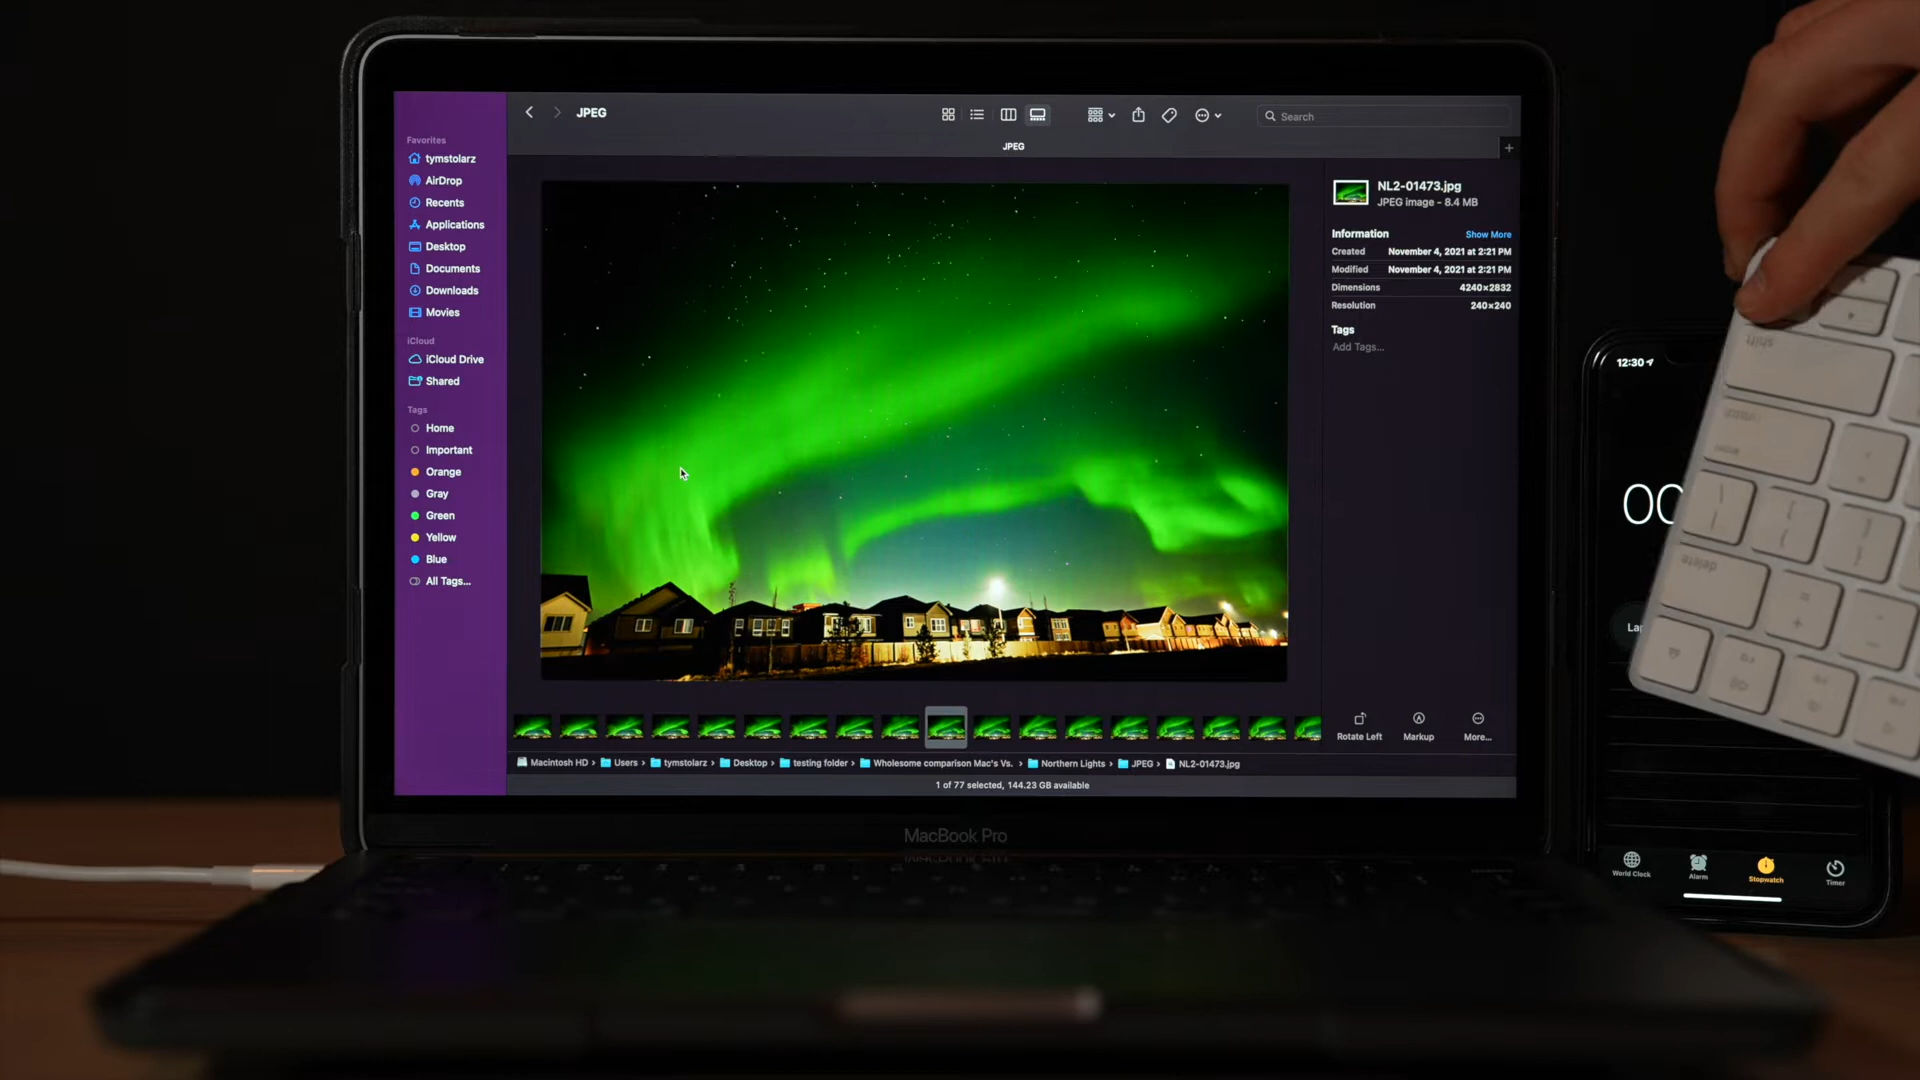 JPEG
Search
JPEG
Favorites
tymstolarz
AirDrop
Recents
Applications
Desktop
Documents
Downloads
Movies
iCloud
iCloud Drive
Shared
Tags
Home
Important
Orange
Gray
Green
Yellow
Blue
All Tags...
NL2-01473.jpg
JPEG image - 8.4 MB
Information Show More
Created November 4, 2021 at 2:21 PM
Modified November 4, 2021 at 2:21 PM
Dimensions 4240×2832
Resolution 240×240
Tags
Add Tags...
Rotate Left Markup More...
Macintosh HD › Users › tymstolarz › Desktop › testing folder › Wholesome comparison Mac's Vs. › Northern Lights › JPEG › NL2-01473.jpg
1 of 77 selected, 144.23 GB available
MacBook Pro
12:30
00
World Clock Alarm Stopwatch Timer
shift
delete